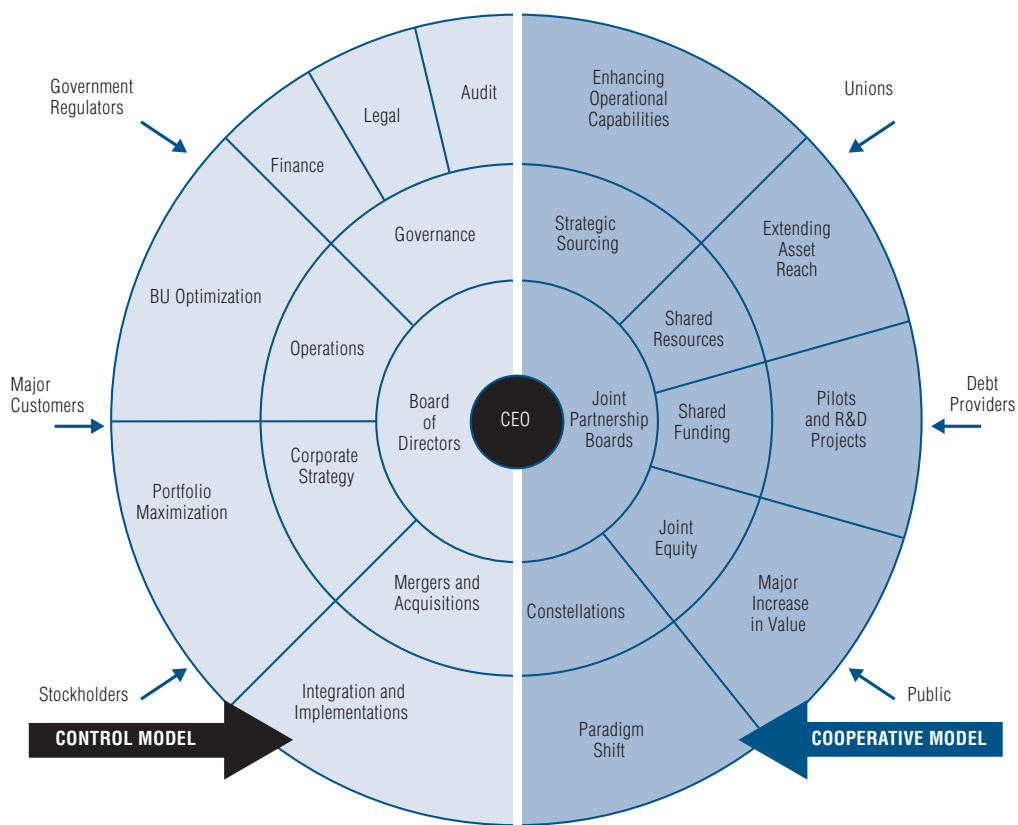 Government
Regulators
Finance
Legal
Audit
Enhancing
Operational
Capabilities
Unions
Governance
Strategic
Sourcing
Extending
Asset
Reach
BU Optimization
Operations
Shared
Resources
Major
Customers
Board
of
Directors
CEO
Joint
Partnership
Boards
Shared
Funding
Pilots
and R&D
Projects
Debt
Providers
Portfolio
Maximization
Corporate
Strategy
Joint
Equity
Mergers and
Acquisitions
Constellations
Major
Increase
in Value
Stockholders
Integration and
Implementations
Paradigm
Shift
Public
CONTROL MODEL
COOPERATIVE MODEL